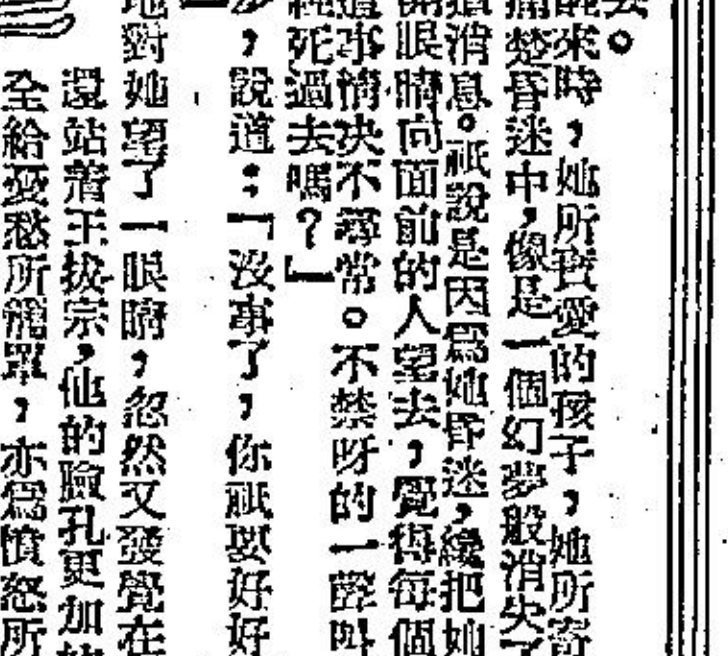 去。
醒來時，她所寶愛的孩子，她所寄
痛楚昏迷中，像是一個幻夢般消失了
消息。祇說是因爲她昏迷，纔把她
開眼睛向面前的人望去，覺得每個
這事情决不尋常。不禁呀的一聲叫
死過去嗎？」
，說道：「沒事了，你祇要好好
地對她望了一眼睛，忽然又發覺在
還站着王拔宗，他的臉孔更加
全給憂愁所籠罩，亦爲憤怒所